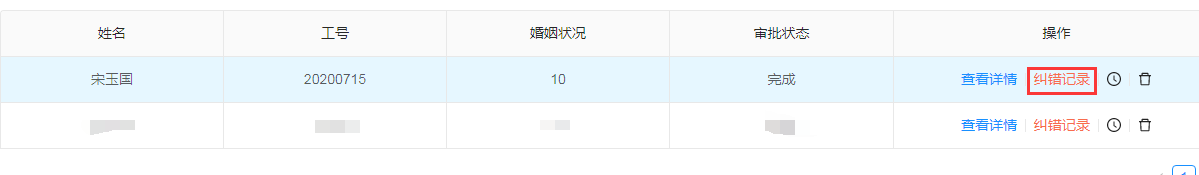 姓名 工号 婚姻状况 审批状态 操作
宋玉国 20200715 10 完成 查看详情 纠错记录
查看详情 纠错记录
1